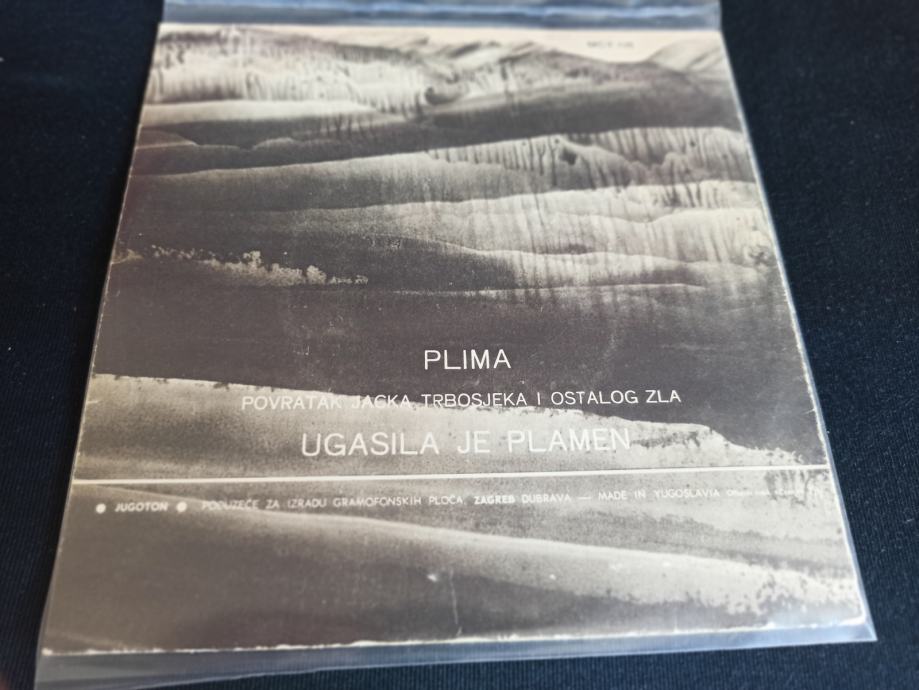 PLIMA
POVRATAK JACKA TRBOSJEKA I OSTALOG ZLA
UGASILA JE PLAMEN
● JUGOTON ● PODUZEĆE ZA IZRADU GRAMOFONSKIH PLOČA, ZAGREB DUBRAVA — MADE IN YUGOSLAVIA